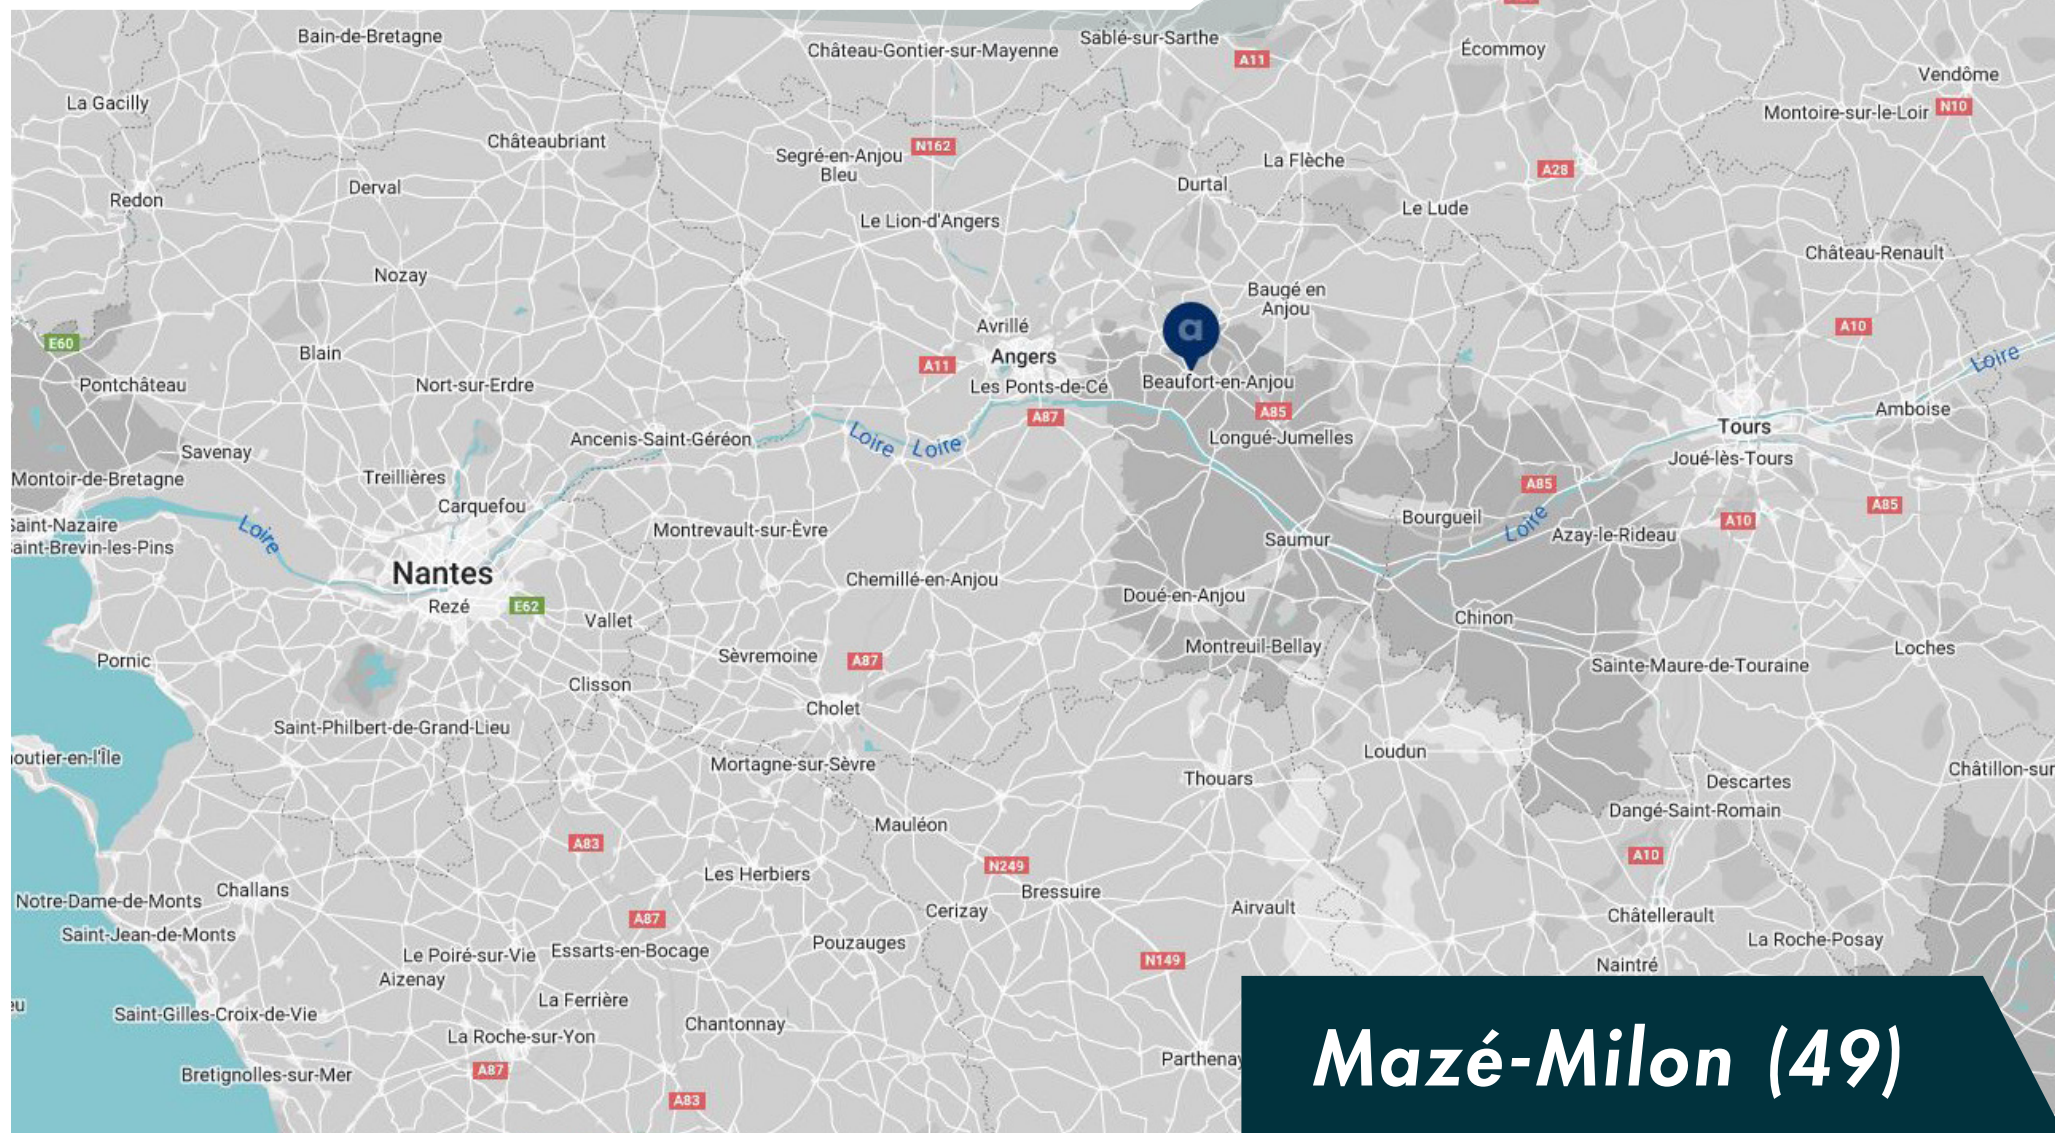 Bain-de-Bretagne
Château-Gontier-sur-Mayenne
Sablé-sur-Sarthe
A11
Écommoy
Vendôme
La Gacilly
Montoire-sur-le-Loir
N10
Châteaubriant
Segré-en-Anjou
Bleu
N162
La Flèche
A28
Redon
Derval
Durtal
Le Lude
Le Lion-d'Angers
Château-Renault
Nozay
Baugé en
Anjou
a
Avrillé
A10
E60
Blain
Angers
A11
Loire
Pontchâteau
Nort-sur-Erdre
Les Ponts-de-Cé
Beaufort-en-Anjou
A87
A85
Amboise
Tours
Ancenis-Saint-Géréon
Loire
Loire
Longué-Jumelles
Savenay
Joué-lès-Tours
Montoir-de-Bretagne
Treillières
A85
Carquefou
A85
Saint-Nazaire
Loire
Montrevault-sur-Èvre
Bourgueil
Loire
A10
aint-Brevin-les-Pins
Saumur
Azay-le-Rideau
Nantes
Chemillé-en-Anjou
Rezé
E62
Doué-en-Anjou
Vallet
Chinon
Pornic
Sèvremoine
A87
Montreuil-Bellay
Loches
Sainte-Maure-de-Touraine
Clisson
Cholet
Saint-Philbert-de-Grand-Lieu
outier-en-l'Île
Mortagne-sur-Sèvre
Loudun
Thouars
Châtillon-sur
Descartes
Dangé-Saint-Romain
Mauléon
A83
A10
Les Herbiers
N249
Bressuire
Challans
Notre-Dame-de-Monts
Cerizay
Airvault
Châtellerault
A87
Saint-Jean-de-Monts
Le Poiré-sur-Vie
Essarts-en-Bocage
Pouzauges
La Roche-Posay
N149
Naintré
Aizenay
eu
La Ferrière
Saint-Gilles-Croix-de-Vie
Chantonnay
La Roche-sur-Yon
Parthenay
A87
Bretignolles-sur-Mer
A83
Mazé-Milon (49)